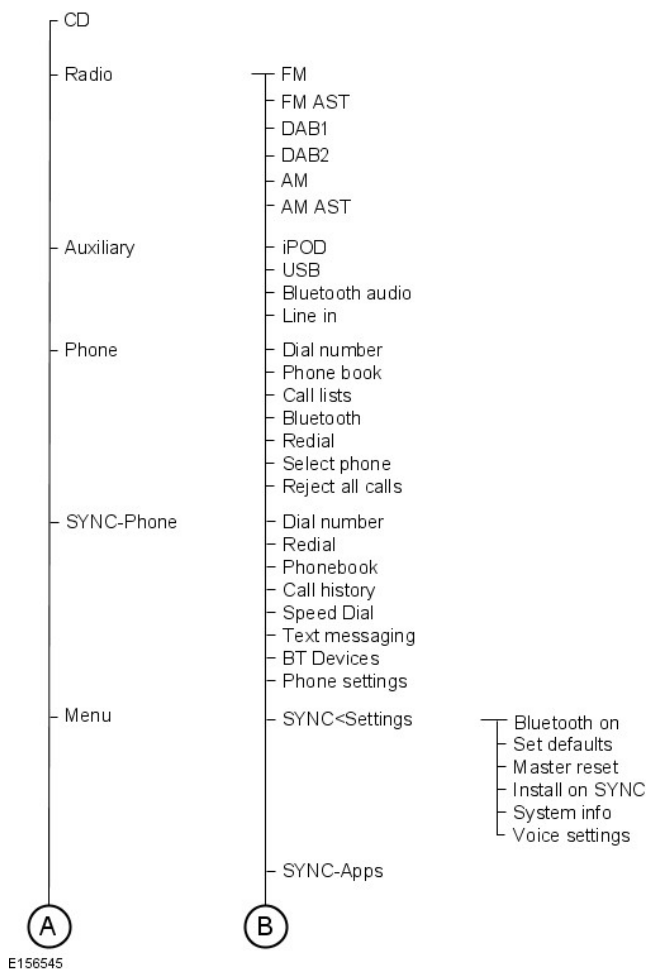 CD
Radio
FM
FM AST
DAB1
DAB2
AM
AM AST
Auxiliary
iPOD
USB
Bluetooth audio
Line in
Phone
Dial number
Phone book
Call lists
Bluetooth
Redial
Select phone
Reject all calls
SYNC-Phone
Dial number
Redial
Phonebook
Call history
Speed Dial
Text messaging
BT Devices
Phone settings
Menu
SYNC<Settings
Bluetooth on
Set defaults
Master reset
Install on SYNC
System info
Voice settings
SYNC-Apps
A
B
E156545